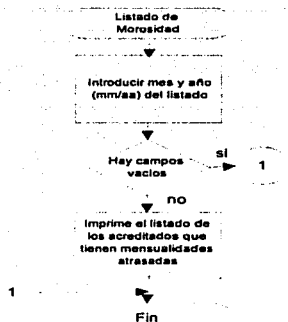 Listado de
Morosidad
Introducir mes y año
(mm/aa) del listado
Hay campos
vacios
si
1
no
Imprime el listado de
los acreditados que
tienen mensualidades
atrasadas
1
Fin